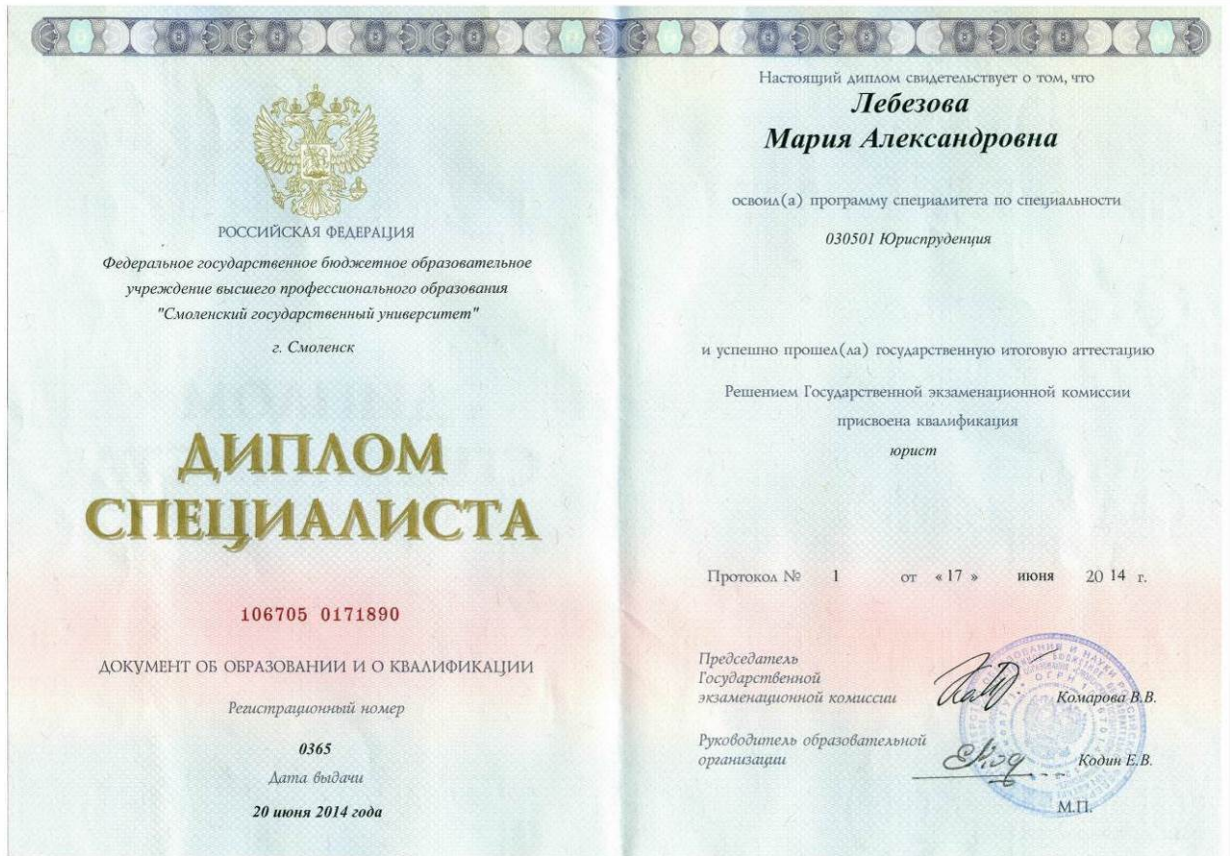 РОССИЙСКАЯ ФЕДЕРАЦИЯ
Федеральное государственное бюджетное образовательное
учреждение высшего профессионального образования
"Смоленский государственный университет"
г. Смоленск
ДИПЛОМ
СПЕЦИАЛИСТА
106705 0171890
ДОКУМЕНТ ОБ ОБРАЗОВАНИИ И О КВАЛИФИКАЦИИ
Регистрационный номер
0365
Дата выдачи
20 июня 2014 года
Настоящий диплом свидетельствует о том, что
Лебезова
Мария Александровна
освоил(а) программу специалитета по специальности
030501 Юриспруденция
и успешно прошел(ла) государственную итоговую аттестацию
Решением Государственной экзаменационной комиссии
присвоена квалификация
юрист
Протокол № 1 от «17» июня 20 14 г.
Председатель
Государственной
экзаменационной комиссии Комарова В.В.
Руководитель образовательной
организации Кодин Е.В.
М.П.